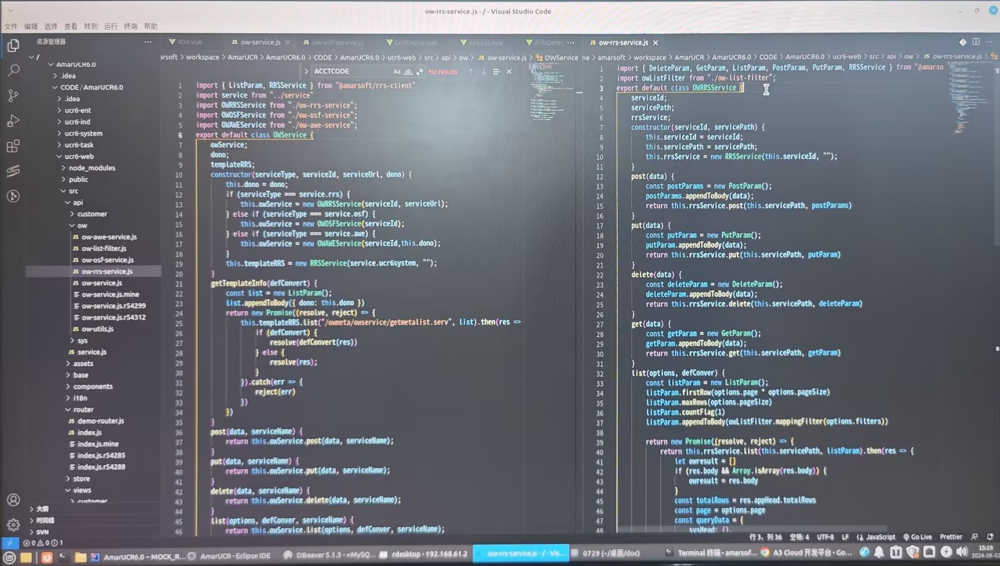 ow-rrs-service.js - / - Visual Studio Code
文件 编辑 选择 查看 转到 运行 终端 帮助
资源管理器
/
AmarUCR6.0
.idea
CODE / AmarUCR6.0
.idea
ucr6-ent
ucr6-ind
ucr6-system
ucr6-task
ucr6-web
node_modules
public
src
api
customer
ow
JS ow-awe-service.js
JS ow-list-filter.js
JS ow-osf-service.js
JS ow-rrs-service.js
JS ow-service.js
ow-service.js.mine
ow-service.js.r54299
ow-service.js.r54312
JS ow-utils.js
sys
JS service.js
assets
base
components
i18n
router
JS demo-router.js
JS index.js
index.js.mine
index.js.r54285
index.js.r54288
store
views
customer
大纲
时间线
SVN
404.vue JS ow-service.js JS ow-osf-service.js ListDemo.vue ent-list.vue InfoDemo
arsoft > workspace > AmarUCR > AmarUCR6.0 > CODE > AmarUCR6.0 > ucr6-web > src > api > ow > JS ow-service.js > OWService
ACCTCODE Aa ab .* No results
1 import { ListParam, RRSService } from "@amarsoft/rrs-client"
2 import service from "../service"
3 import OWRRSService from "./ow-rrs-service";
4 import OWOSFService from "./ow-osf-service";
5 import OWAWEService from "./ow-awe-service";
6 export default class OWService {
7 owService;
8 dono;
9 templateRRS;
10 constructor(serviceType, serviceId, serviceUrl, dono) {
11 this.dono = dono;
12 if (serviceType === service.rrs) {
13 this.owService = new OWRRSService(serviceId, serviceUrl);
14 } else if (serviceType === service.osf) {
15 this.owService = new OWOSFService(serviceId);
16 } else if (serviceType === service.awe) {
17 this.owService = new OWAWEService(serviceId,this.dono);
18 }
19 this.templateRRS = new RRSService(service.ucr6system, "");
20 }
21 getTemplateInfo(defConvert) {
22 const list = new ListParam();
23 list.appendToBody({ dono: this.dono })
24 return new Promise((resolve, reject) => {
25 this.templateRRS.list("/owmeta/owservice/getmetalist.serv", list).then(res =>
26 if (defConvert) {
27 resolve(defConvert(res))
28 } else {
29 resolve(res);
30 }
31 }).catch(err => {
32 reject(err)
33 })
34 })
35 }
36 post(data, serviceName) {
37 return this.owService.post(data, serviceName);
38 }
39 put(data, serviceName) {
40 return this.owService.put(data, serviceName);
41 }
42 delete(data, serviceName) {
43 return this.owService.delete(data, serviceName);
44 }
45 list(options, defConver, serviceName) {
46 return this.owService.list(options, defConver, serviceName);
JS ow-rrs-service.js
ne > amarsoft > workspace > AmarUCR > AmarUCR6.0 > CODE > AmarUCR6.0 > ucr6-web > src > api > ow > JS ow-rrs-service.js >
1 import { DeleteParam, GetParam, ListParam, PostParam, PutParam, RRSService } from "@amarso
2 import owListFilter from "./ow-list-filter";
3 export default class OWRRSService {
4 serviceId;
5 servicePath;
6 rrsService;
7 constructor(serviceId, servicePath) {
8 this.serviceId = serviceId;
9 this.servicePath = servicePath;
10 this.rrsService = new RRSService(this.serviceId, "");
11 }
12 post(data) {
13 const postParams = new PostParam();
14 postParams.appendToBody(data);
15 return this.rrsService.post(this.servicePath, postParams)
16 }
17 put(data) {
18 const putParam = new PutParam();
19 putParam.appendToBody(data);
20 return this.rrsService.put(this.servicePath, putParam)
21 }
22 delete(data) {
23 const deleteParam = new DeleteParam();
24 deleteParam.appendToBody(data);
25 return this.rrsService.delete(this.servicePath, deleteParam)
26 }
27 get(data) {
28 const getParam = new GetParam();
29 getParam.appendToBody(data);
30 return this.rrsService.get(this.servicePath, getParam)
31 }
32 list(options, defConver) {
33 const listParam = new ListParam();
34 listParam.firstRow(options.page * options.pageSize)
35 listParam.maxRows(options.pageSize)
36 listParam.countFlag(1)
37 listParam.appendToBody(owListFilter.mappingFilter(options.filters))
38
39 return new Promise((resolve, reject) => {
40 return this.rrsService.list(this.servicePath, listParam).then(res => {
41 let owresult = []
42 if (res.body && Array.isArray(res.body)) {
43 owresult = res.body
44 }
45 const totalRows = res.appHead.totalRows
46 const page = options.page
47 const queryData = {
48 sysHead: {},
0 0 1 行 3, 列 36 空格: 4 UTF-8 LF JavaScript Go Live Prettier
AmarUCR6.0 – MOCK_R... AmarUCR - Eclipse IDE DBeaver 5.1.3 - <MySQ... rdesktop - 192.168.61.2 ow-rrs-service.js - / - Vis... 0729 (~/桌面/doc) Terminal 终端 - amarsof... A3 Cloud 开发平台 - Go... 15:19
2024-08-02